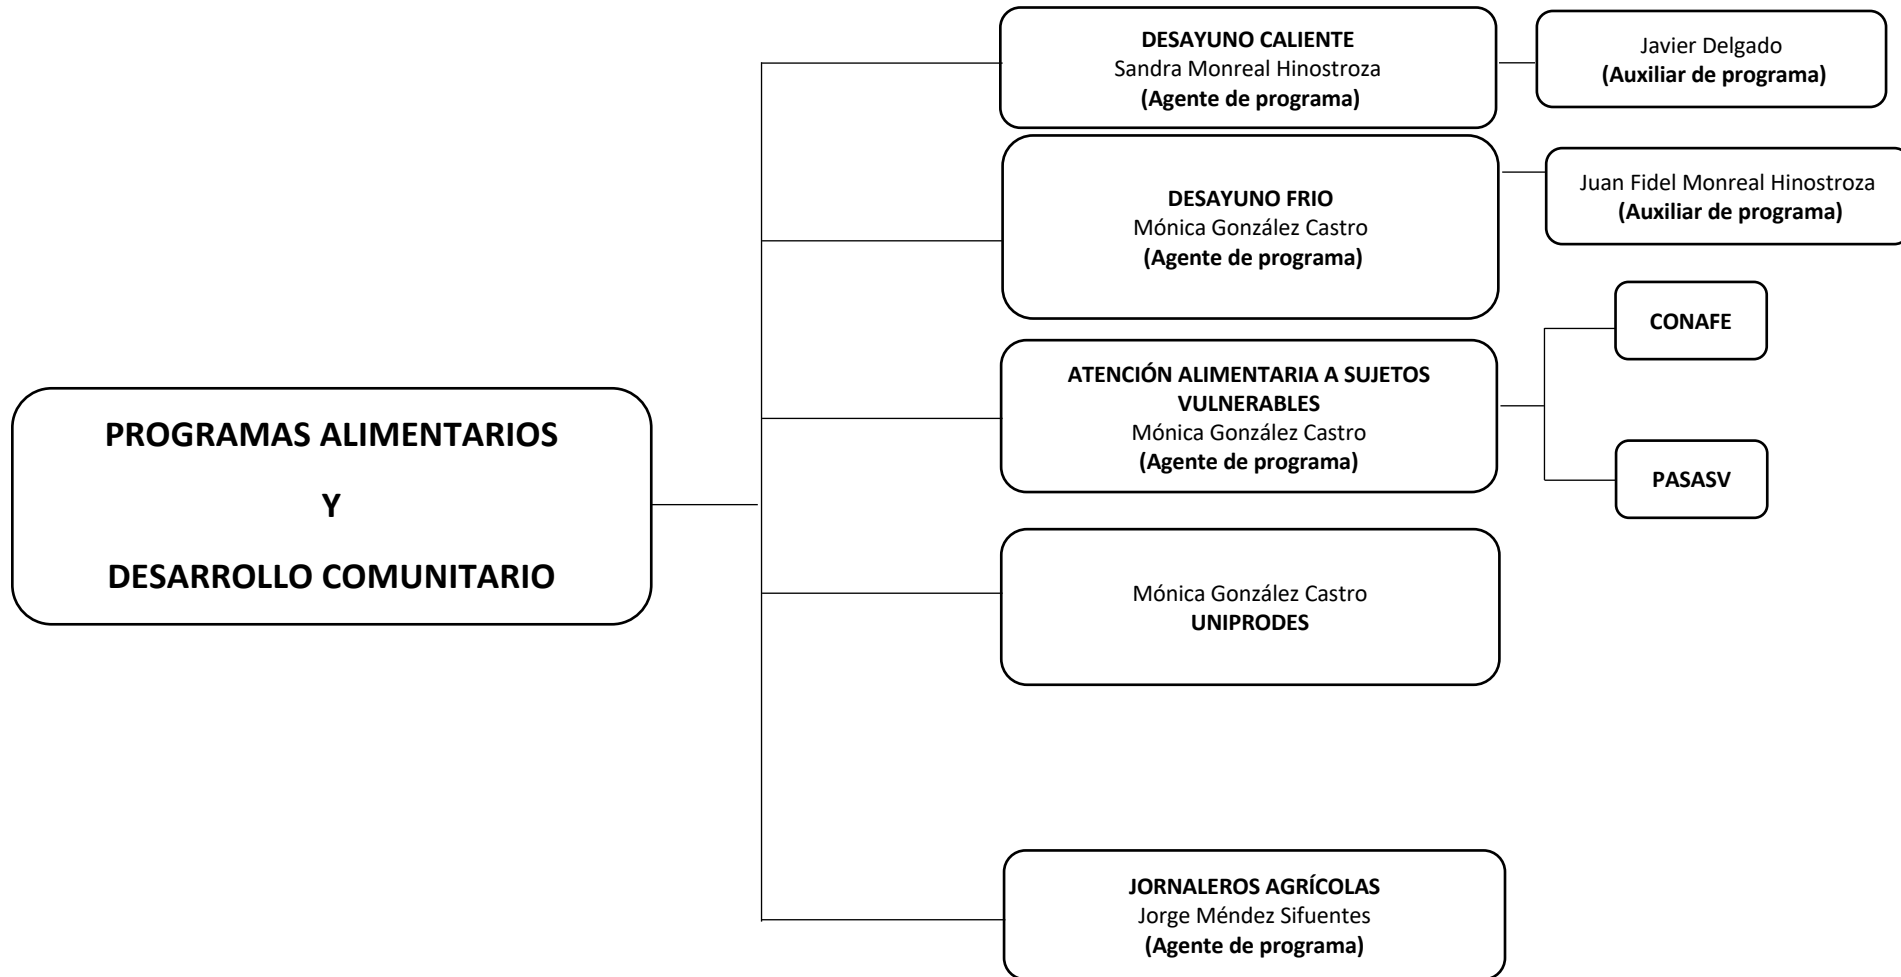 PROGRAMAS ALIMENTARIOS
Y
DESARROLLO COMUNITARIO
DESAYUNO CALIENTE
Sandra Monreal Hinostroza
(Agente de programa)
Javier Delgado
(Auxiliar de programa)
DESAYUNO FRIO
Mónica González Castro
(Agente de programa)
Juan Fidel Monreal Hinostroza
(Auxiliar de programa)
ATENCIÓN ALIMENTARIA A SUJETOS
VULNERABLES
Mónica González Castro
(Agente de programa)
CONAFE
PASASV
Mónica González Castro
UNIPRODES
JORNALEROS AGRÍCOLAS
Jorge Méndez Sifuentes
(Agente de programa)